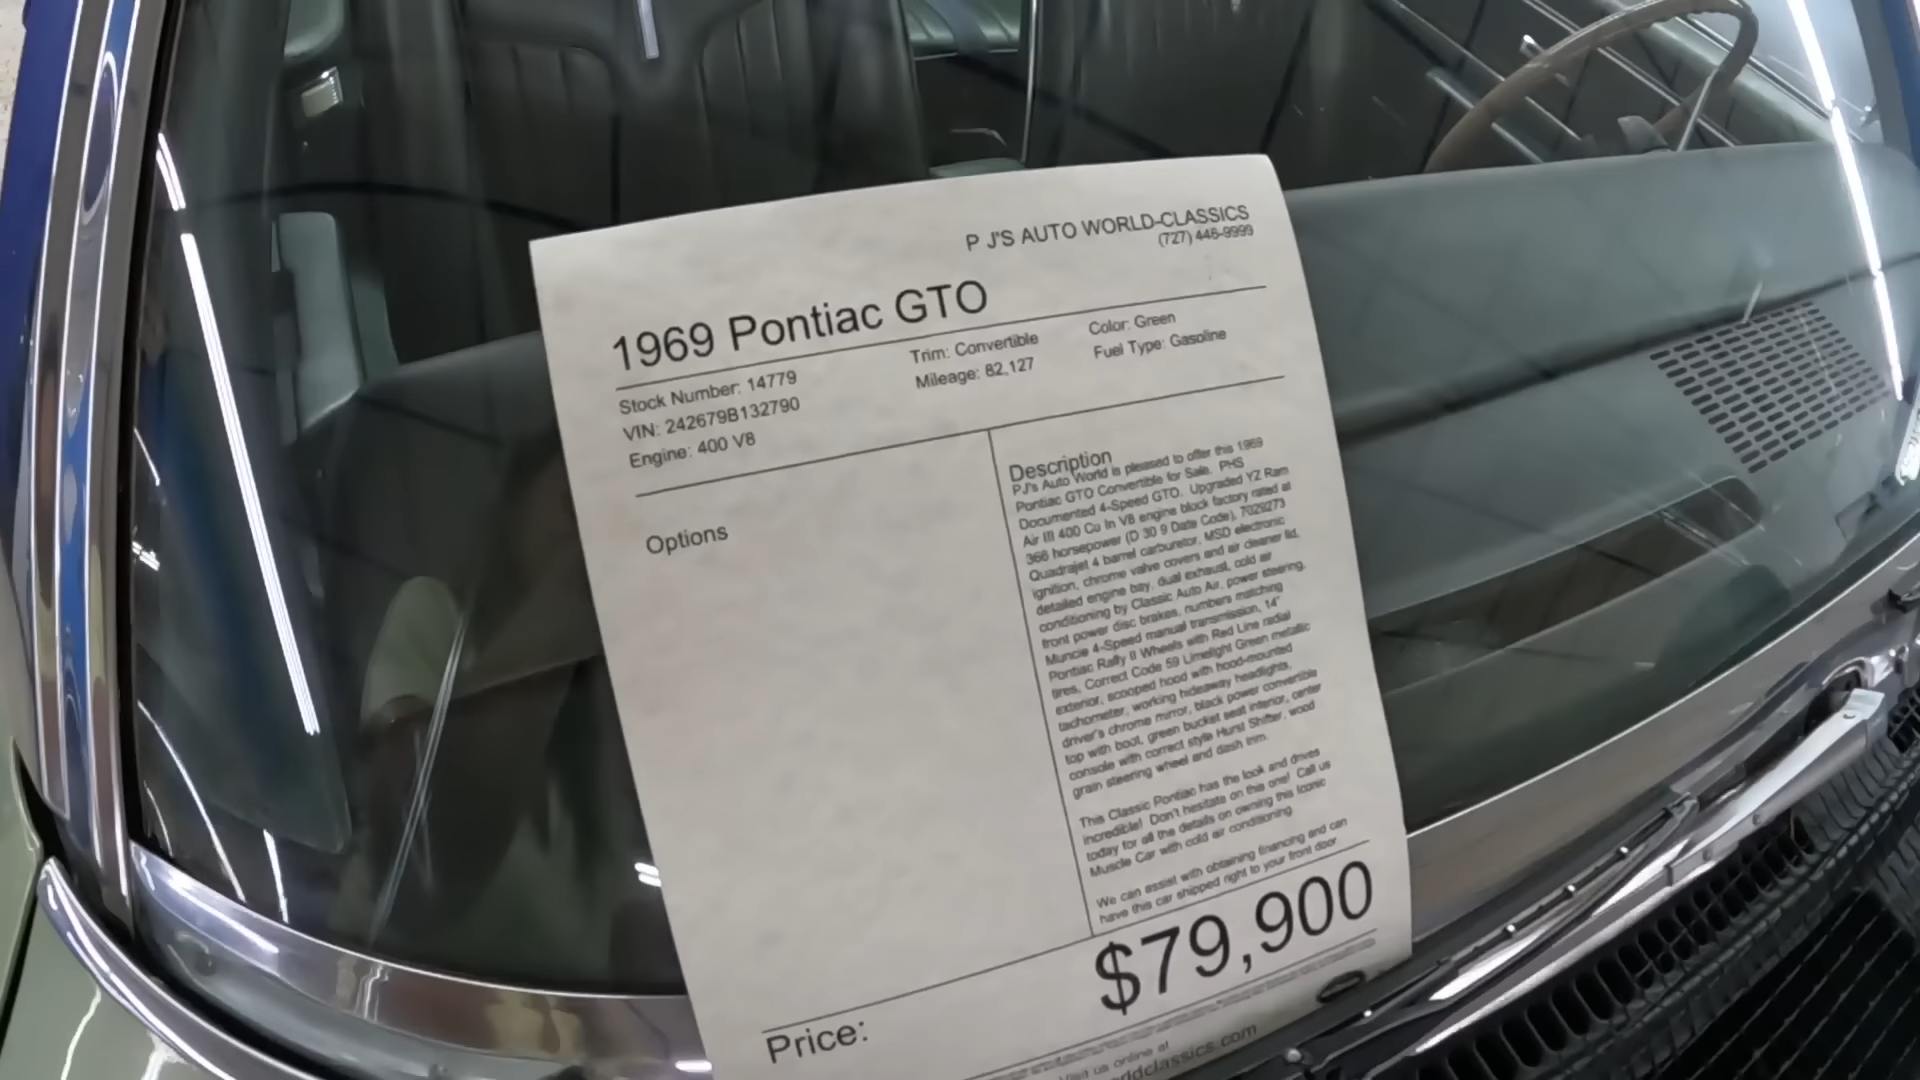 P J'S AUTO WORLD-CLASSICS
(727) 446-9999
1969 Pontiac GTO
Stock Number: 14779
VIN: 242679B132790
Engine: 400 V8
Trim: Convertible
Mileage: 82,127
Color: Green
Fuel Type: Gasoline
Options
Description
PJ's Auto World is pleased to offer this 1969
Pontiac GTO Convertible for Sale. PHS
Documented 4-Speed GTO. Upgraded YZ Ram
Air III 400 Cu In V8 engine block factory rated at
366 horsepower (D 30 9 Date Code), 7029273
Quadrajet 4 barrel carburetor, MSD electronic
ignition, chrome valve covers and air cleaner lid,
detailed engine bay, dual exhaust, cold air
conditioning by Classic Auto Air, power steering,
front power disc brakes, numbers matching
Muncie 4-Speed manual transmission, 14"
Pontiac Rally II Wheels with Red Line radial
tires, Correct Code 59 Limelight Green metallic
exterior, scooped hood with hood-mounted
tachometer, working hideaway headlights,
driver's chrome mirror, black power convertible
top with boot, green bucket seat interior, center
console with correct style Hurst Shifter, wood
grain steering wheel and dash trim.
This Classic Pontiac has the look and drives
incredible! Don't hesitate on this one! Call us
today for all the details on owning this Iconic
Muscle Car with cold air conditioning.
We can assist with obtaining financing and can
have this car shipped right to your front door
Price:
$79,900
Visit us online at
ldclassics.com